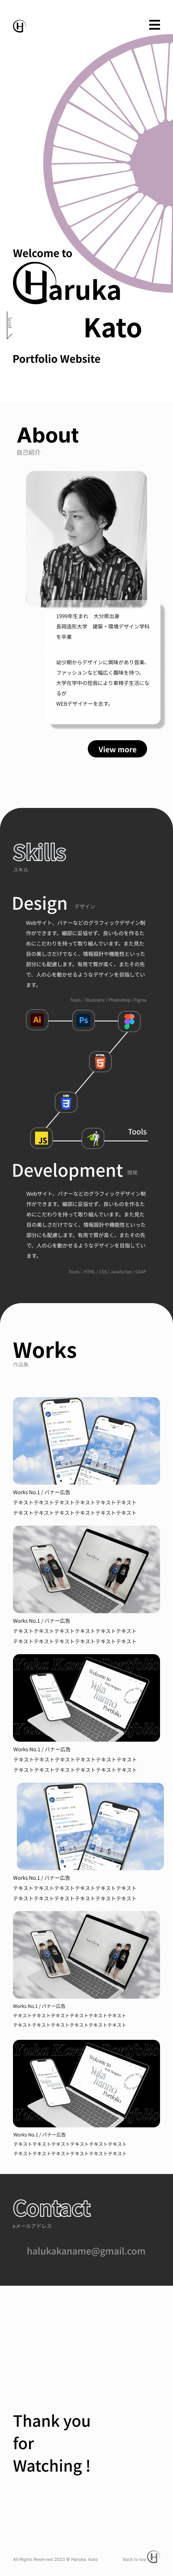 Welcome to
Haruka
Kato
Scroll
Portfolio Website
About
自己紹介
1999年生まれ　大分県出身
長岡造形大学　建築・環境デザイン学科
を卒業
幼少期からデザインに興味があり音楽、
ファッションなど幅広く趣味を持つ。
大学在学中の怪我により車椅子生活にな
るが
WEBデザイナーを志す。
View more
Skills
スキル
Design デザイン
Webサイト、バナーなどのグラフィックデザイン制
作ができます。細部に妥協せず、良いものを作るた
めにこだわりを持って取り組んでいます。また見た
目の美しさだけでなく、情報設計や機能性といった
部分にも配慮します。有用で質が高く、またその先
で、人の心を動かせるようなデザインを目指してい
ます。
Tools : Illustrator / Photoshop / Figma
Ai
Ps
5
3
JS
Tools
Development 開発
Webサイト、バナーなどのグラフィックデザイン制
作ができます。細部に妥協せず、良いものを作るた
めにこだわりを持って取り組んでいます。また見た
目の美しさだけでなく、情報設計や機能性といった
部分にも配慮します。有用で質が高く、またその先
で、人の心を動かせるようなデザインを目指してい
ます。
Tools : HTML / CSS / JavaScript / GSAP
Works
作品集
Works No.1 / バナー広告
テキストテキストテキストテキストテキストテキスト
テキストテキストテキストテキストテキストテキスト
Works No.1 / バナー広告
テキストテキストテキストテキストテキストテキスト
テキストテキストテキストテキストテキストテキスト
Welcome to
Portfolio
Works No.1 / バナー広告
テキストテキストテキストテキストテキストテキスト
テキストテキストテキストテキストテキストテキスト
Works No.1 / バナー広告
テキストテキストテキストテキストテキストテキスト
テキストテキストテキストテキストテキストテキスト
Works No.1 / バナー広告
テキストテキストテキストテキストテキストテキスト
テキストテキストテキストテキストテキストテキスト
Welcome to
Portfolio
Works No.1 / バナー広告
テキストテキストテキストテキストテキストテキスト
テキストテキストテキストテキストテキストテキスト
Contact
eメールアドレス
halukakaname@gmail.com
Thank you
for
Watching !
All Rights Reserved 2023 © Haruka Kato
Back to top